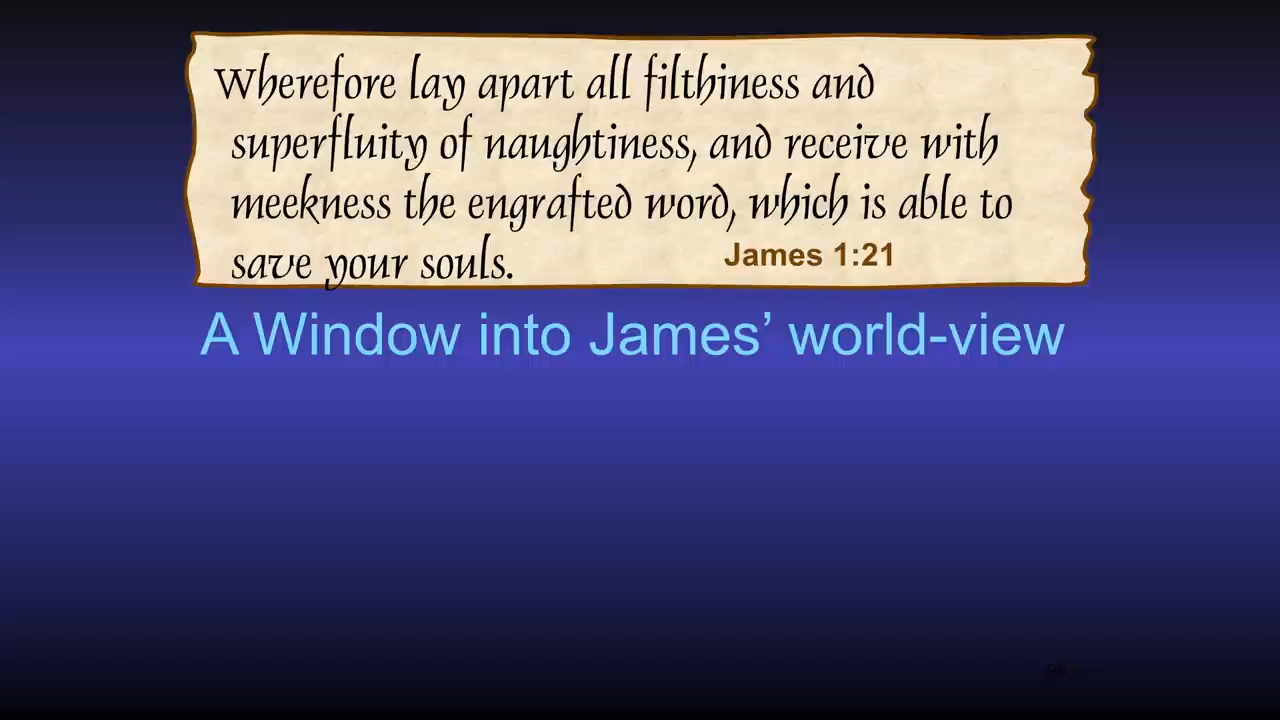 Wherefore lay apart all filthiness and
superfluity of naughtiness, and receive with
meekness the engrafted word, which is able to
save your souls.
James 1:21
A Window into James’ world-view